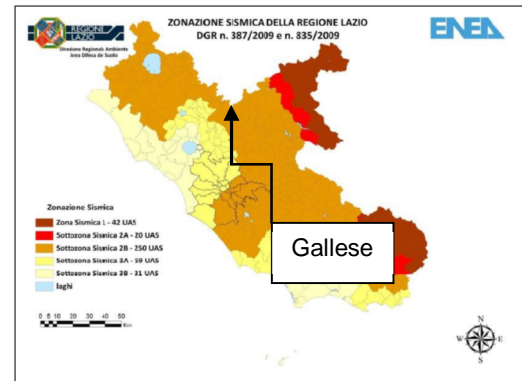 REGIONE
LAZIO
Direzione Regionale Ambiente
Area Difesa de Suolo
ZONAZIONE SISMICA DELLA REGIONE LAZIO
DGR n. 387/2009 e n. 835/2009
ENEA
Gallese
Zonazione Sismica
Zona Sismica 1 - 42 UAS
Sottozona Sismica 2A - 20 UAS
Sottozona Sismica 2B - 250 UAS
Sottozona Sismica 3A - 59 UAS
Sottozona Sismica 3B - 31 UAS
laghi
0 5 10 20 30 40 50
Km
N
W E
S